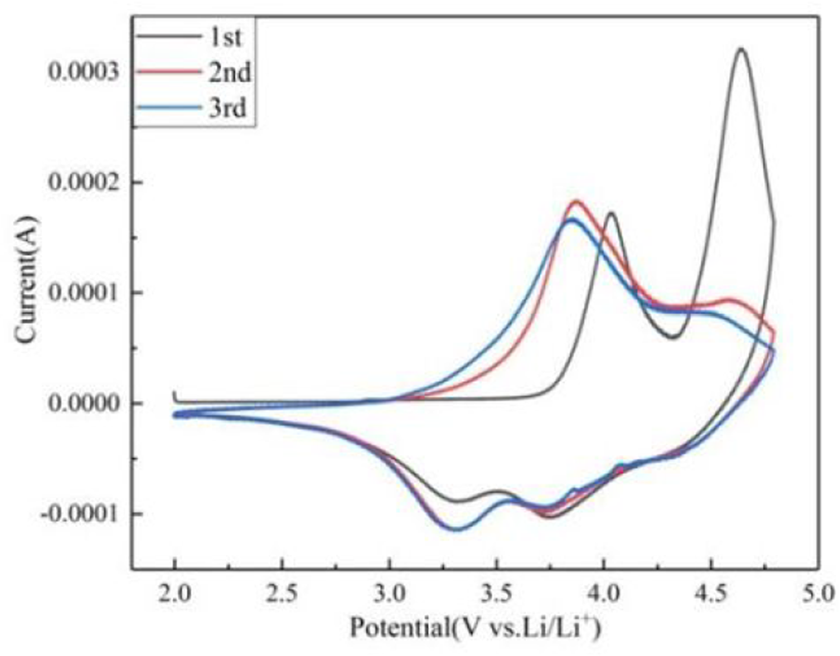 1st
2nd
3rd
0.0003
0.0002
0.0001
0.0000
-0.0001
Current(A)
2.0 2.5 3.0 3.5 4.0 4.5 5.0
Potential(V vs.Li/Li⁺)